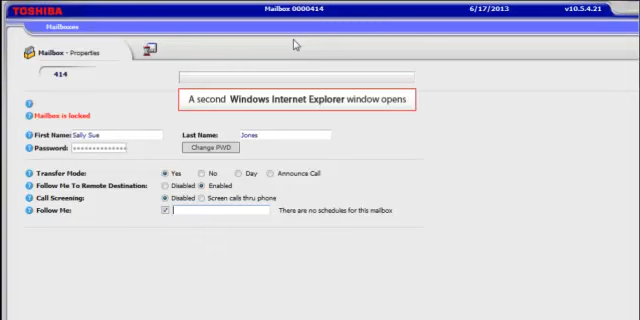 TOSHIBA Mailbox 0000414 6/17/2013 v10.5.4.21
Mailboxes
Mailbox - Properties
414
A second Windows Internet Explorer window opens
Mailbox is locked
First Name: Sally Sue Last Name: Jones
Password: ************** Change PWD
Transfer Mode: Yes No Day Announce Call
Follow Me To Remote Destination: Disabled Enabled
Call Screening: Disabled Screen calls thru phone
Follow Me: There are no schedules for this mailbox